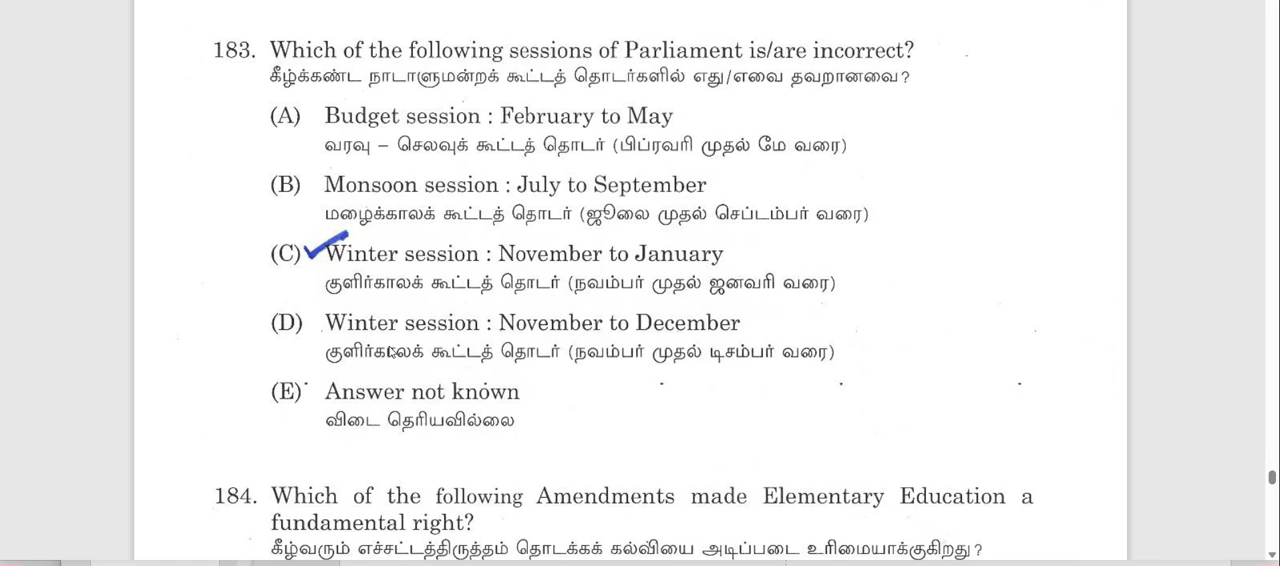 183. Which of the following sessions of Parliament is/are incorrect?
கீழ்க்கண்ட நாடாளுமன்றக் கூட்டத் தொடர்களில் எது/எவை தவறானவை?
(A) Budget session : February to May
வரவு – செலவுக் கூட்டத் தொடர் (பிப்ரவரி முதல் மே வரை)
(B) Monsoon session : July to September
மழைக்காலக் கூட்டத் தொடர் (ஜூலை முதல் செப்டம்பர் வரை)
(C) Winter session : November to January
குளிர்காலக் கூட்டத் தொடர் (நவம்பர் முதல் ஜனவரி வரை)
(D) Winter session : November to December
குளிர்காலக் கூட்டத் தொடர் (நவம்பர் முதல் டிசம்பர் வரை)
(E) Answer not known
விடை தெரியவில்லை
184. Which of the following Amendments made Elementary Education a
fundamental right?
கீழ்வரும் எச்சட்டத்திருத்தம் தொடக்கக் கல்வியை அடிப்படை உரிமையாக்குகிறது?